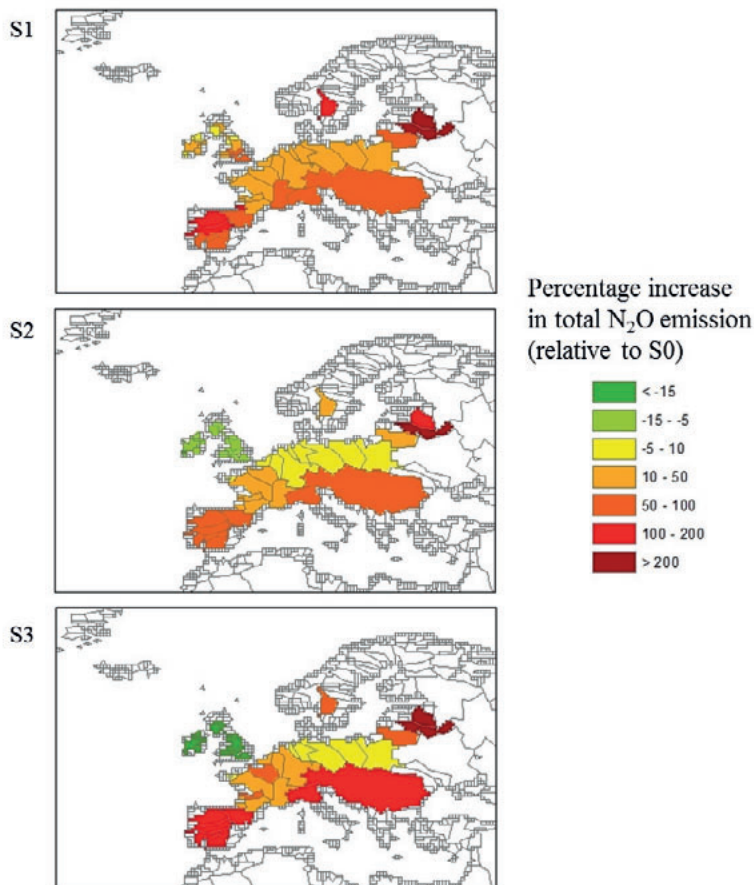 S1
S2
S3
Percentage increase
in total N₂O emission
(relative to S0)
< -15
-15 - -5
-5 - 10
10 - 50
50 - 100
100 - 200
> 200